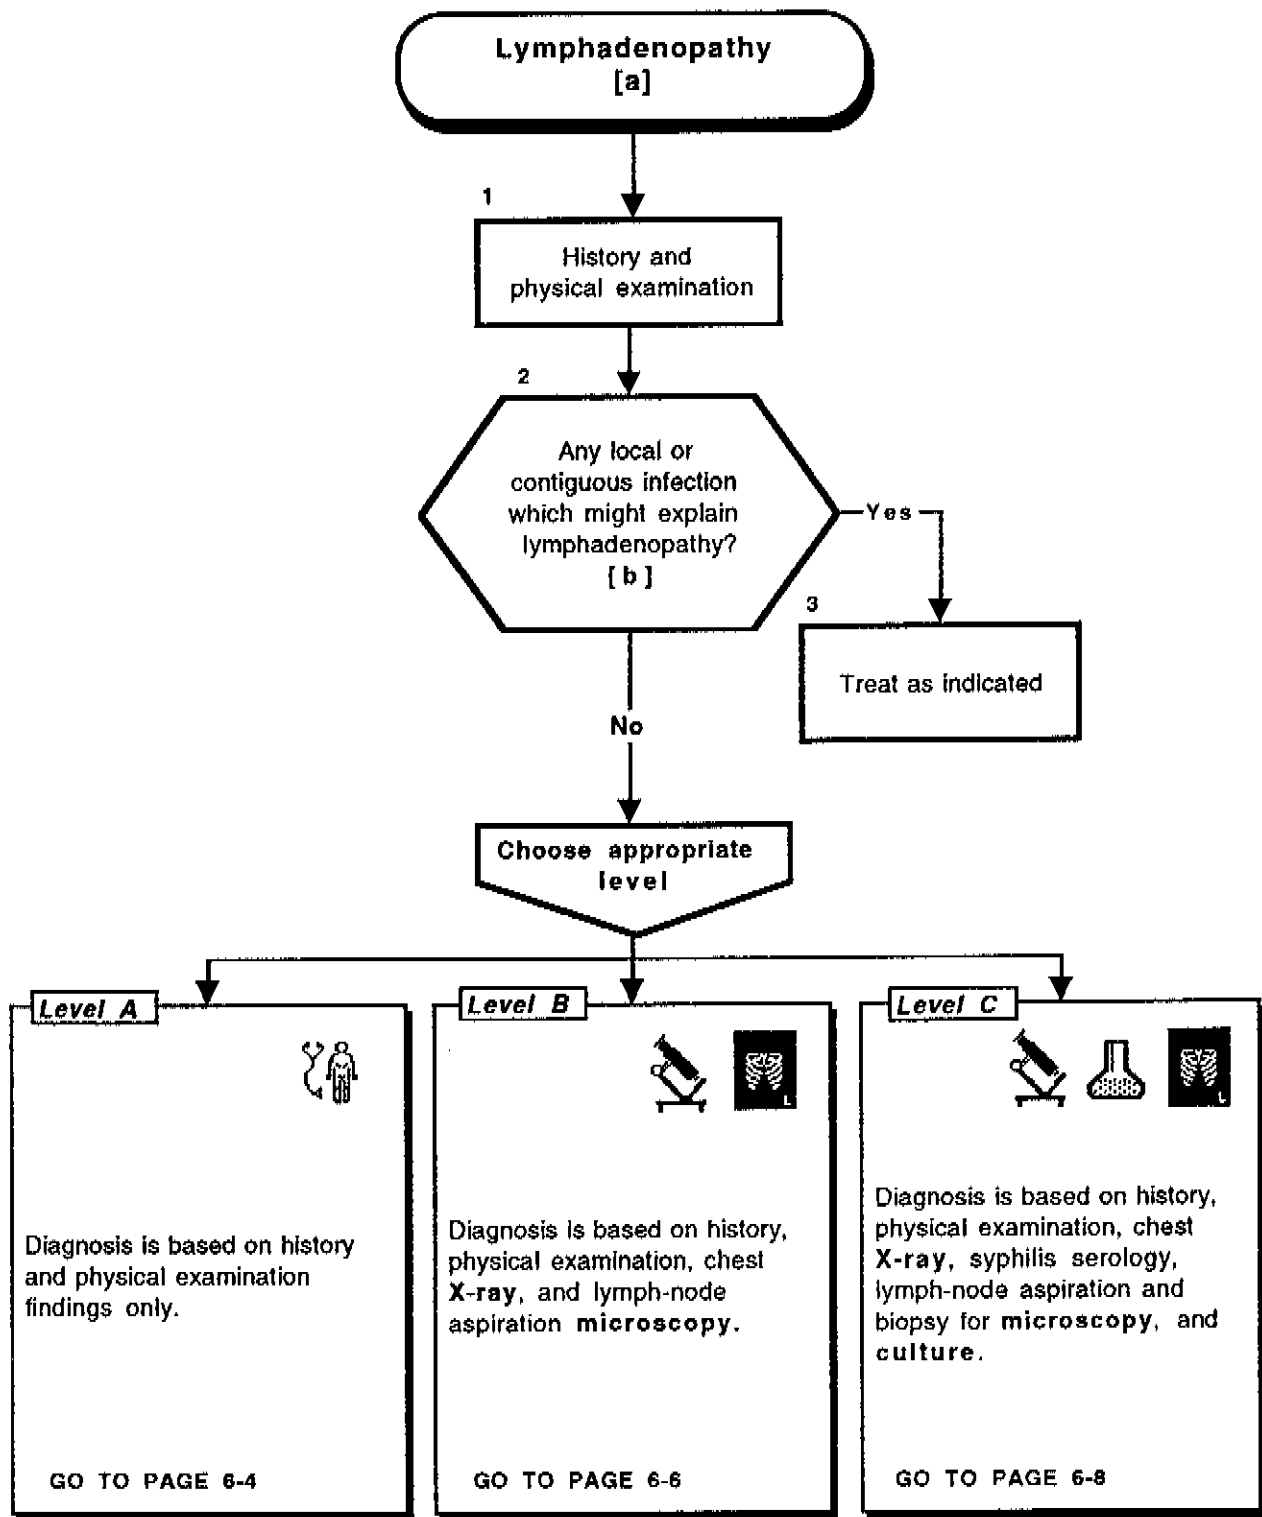 Lymphadenopathy
[a]
1
History and
physical examination
2
Any local or
contiguous infection
which might explain
lymphadenopathy?
[b]
Yes
3
Treat as indicated
No
Choose appropriate
level
Level A
Diagnosis is based on history
and physical examination
findings only.
GO TO PAGE 6-4
Level B
L
Diagnosis is based on history,
physical examination, chest
X-ray, and lymph-node
aspiration microscopy.
GO TO PAGE 6-6
Level C
L
Diagnosis is based on history,
physical examination, chest
X-ray, syphilis serology,
lymph-node aspiration and
biopsy for microscopy, and
culture.
GO TO PAGE 6-8